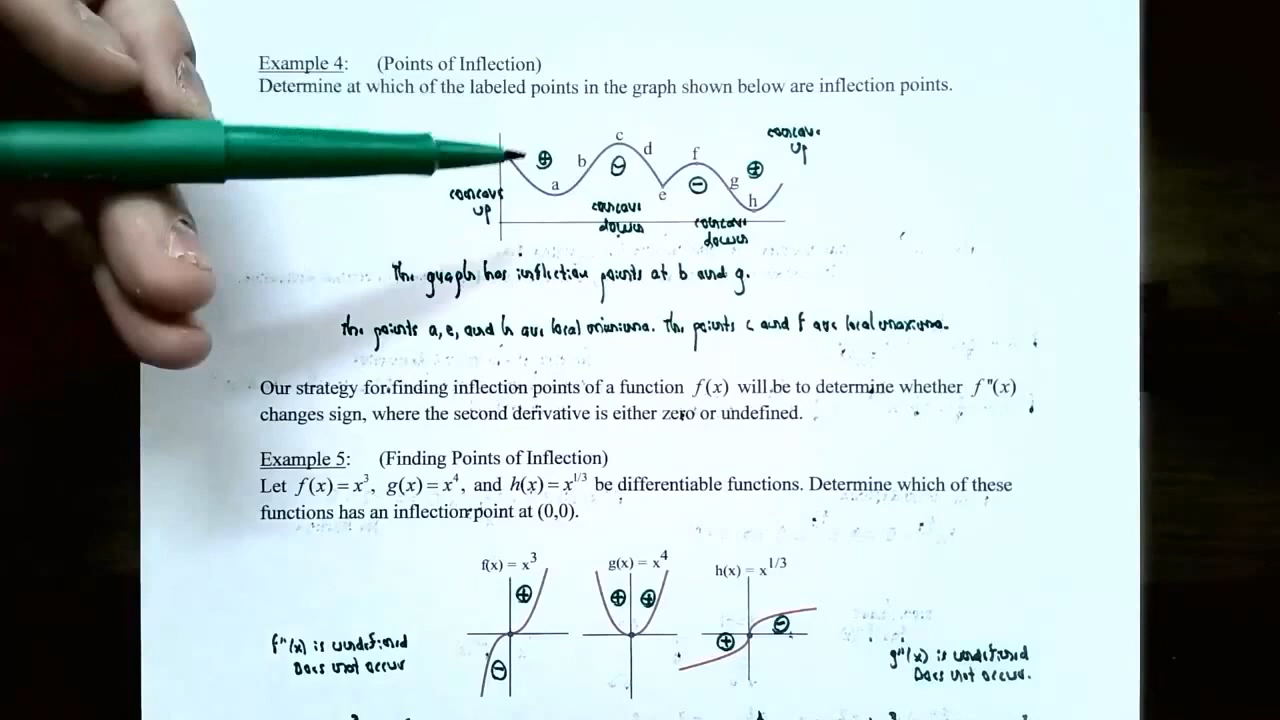 Example 4: (Points of Inflection)
Determine at which of the labeled points in the graph shown below are inflection points.
concave up
⊕
a
b
c
⊖
concave down
d
e
f
⊖
concave down
g
h
⊕
concave up
The graph has inflection points at b and g.
The points a, e, and h are local minima. The points c and f are local maxima.
Our strategy for finding inflection points of a function f(x) will be to determine whether f "(x)
changes sign, where the second derivative is either zero or undefined.
Example 5: (Finding Points of Inflection)
Let f(x) = x³, g(x) = x⁴, and h(x) = x^1/3 be differentiable functions. Determine which of these
functions has an inflection point at (0,0).
f(x) = x³
g(x) = x⁴
h(x) = x^1/3
⊕
⊖
⊕ ⊕
⊕ ⊖
f"(x) is undefined
Does not occur
g"(x) is undefined
Does not occur.